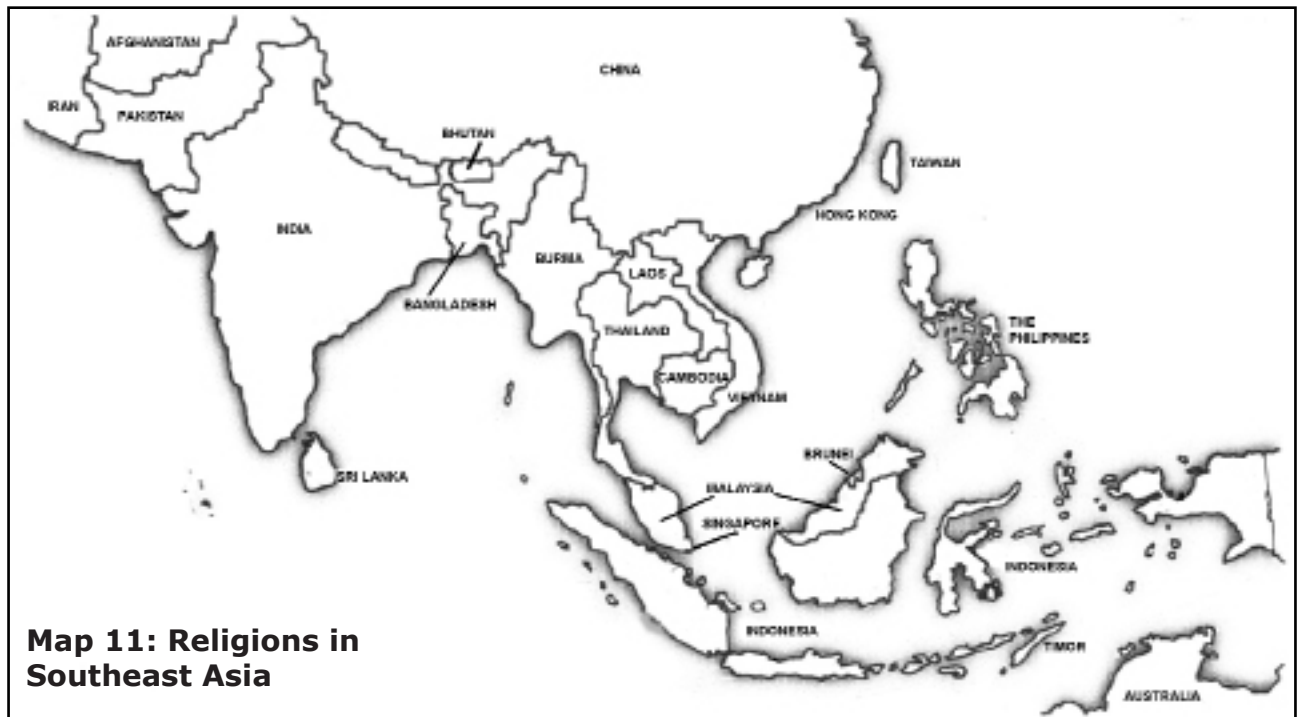 AFGHANISTAN
CHINA
IRAN
PAKISTAN
BHUTAN
TAIWAN
HONG KONG
INDIA
BURMA
LAOS
BANGLADESH
THAILAND
THE
PHILIPPINES
CAMBODIA
VIETNAM
BRUNEI
SRI LANKA
MALAYSIA
SINGAPORE
INDONESIA
INDONESIA
TIMOR
AUSTRALIA
Map 11: Religions in
Southeast Asia